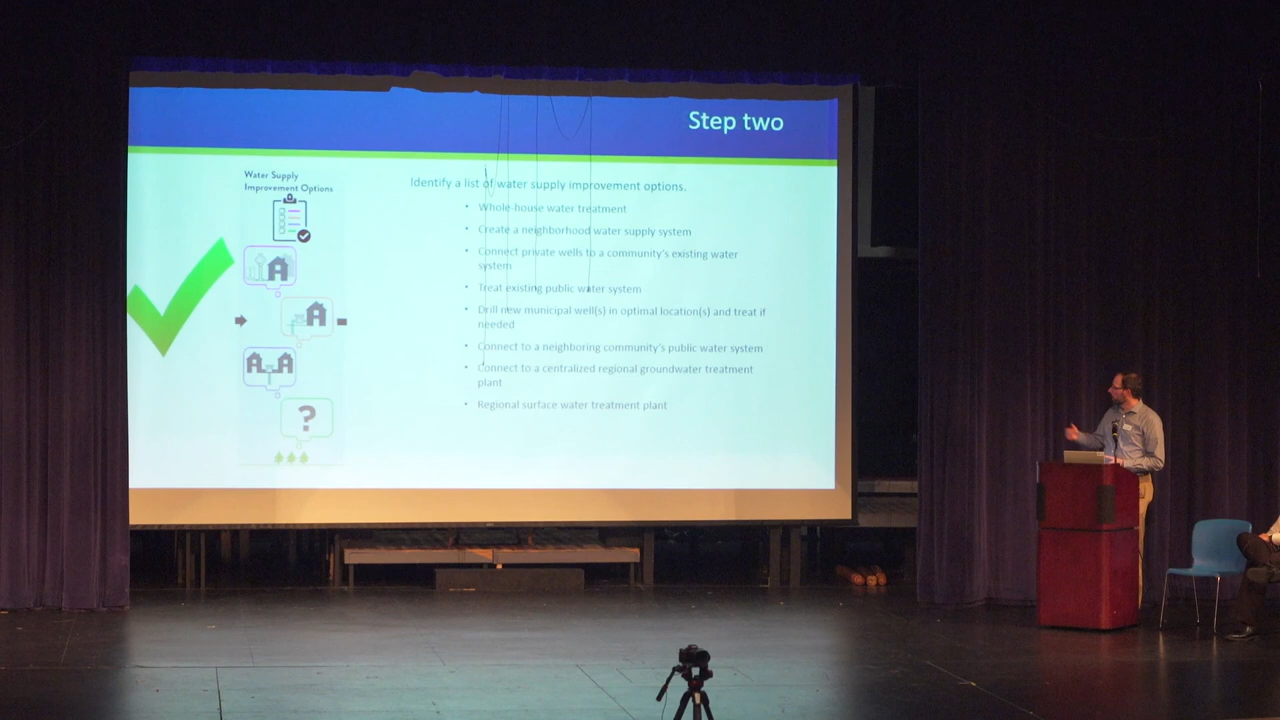 Step two
Water Supply
Improvement Options
?
Identify a list of water supply improvement options.
• Whole-house water treatment
• Create a neighborhood water supply system
• Connect private wells to a community's existing water
system
• Treat existing public water system
• Drill new municipal well(s) in optimal location(s) and treat if
needed
• Connect to a neighboring community's public water system
• Connect to a centralized regional groundwater treatment
plant
• Regional surface water treatment plant